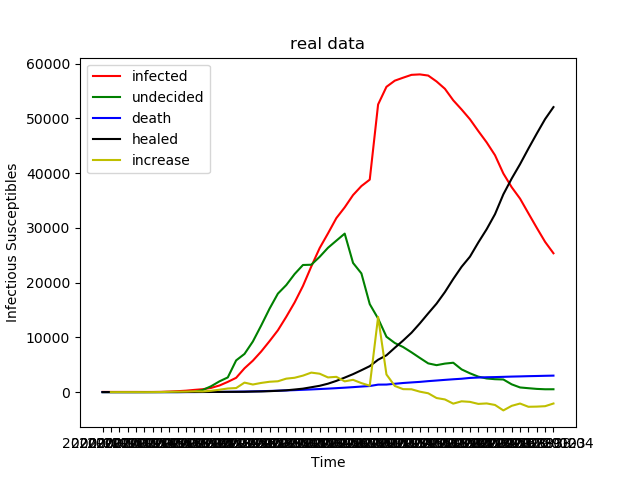 real data
infected
undecided
death
healed
increase
60000
50000
40000
30000
20000
10000
0
Infectious Susceptibles
Time